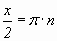 x/2 = π · n